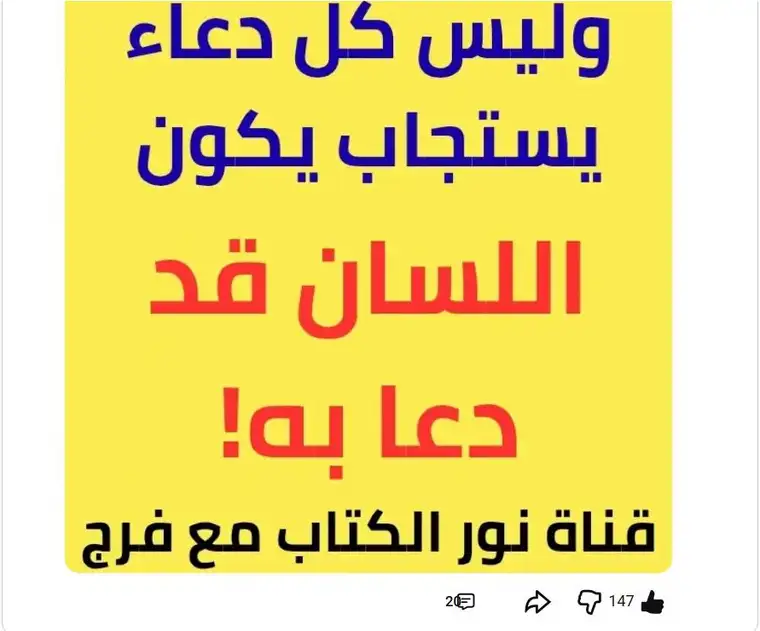 وليس كل دعاء
يستجاب يكون
اللسان قد
دعا به!
قناة نور الكتاب مع فرج
147
20